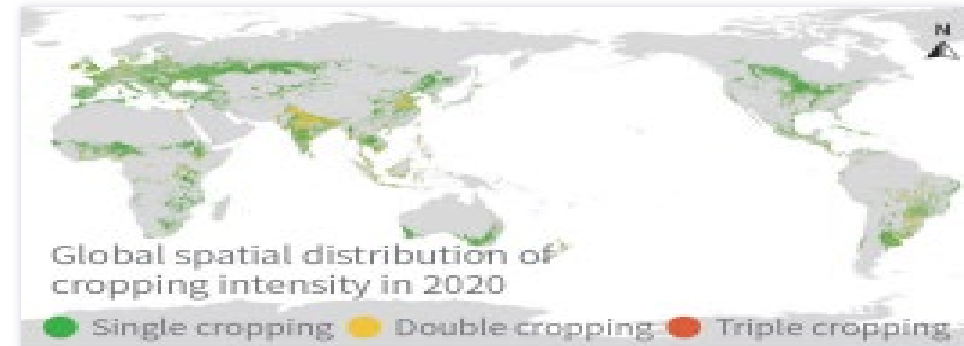 N
Global spatial distribution of
cropping intensity in 2020
Single cropping Double cropping Triple cropping